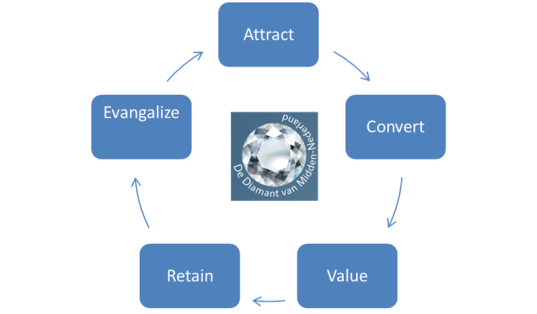 Attract
Convert
Value
Retain
Evangalize
De Diamant van Midden-Nederland